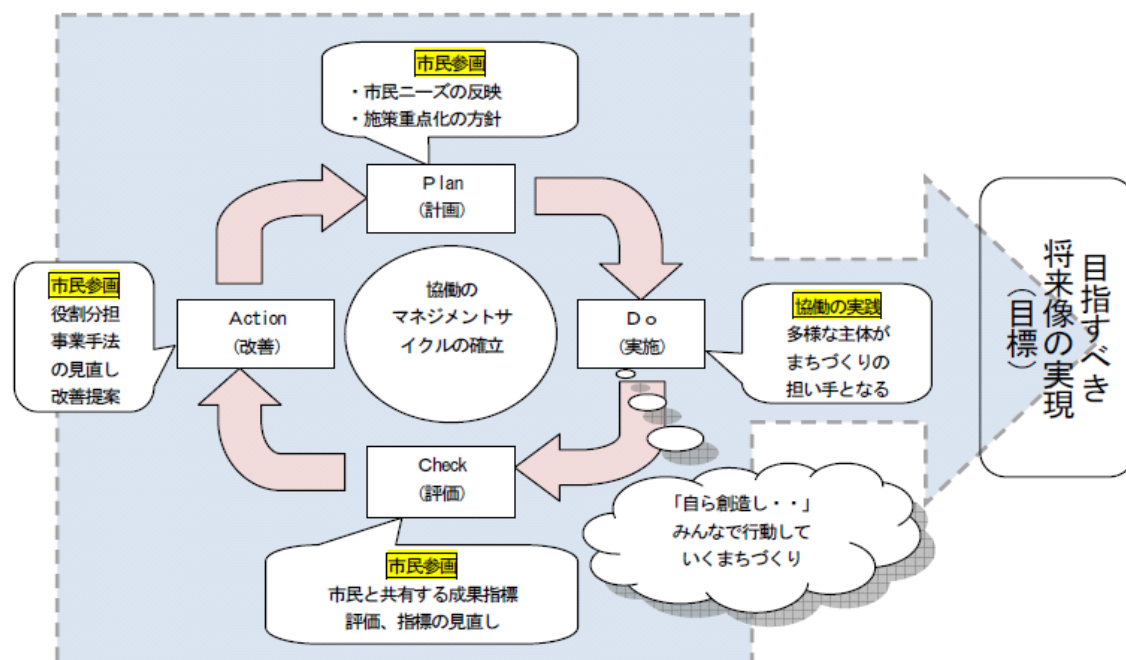 市民参画
・市民ニーズの反映
・施策重点化の方針
Plan
(計画)
市民参画
役割分担
事業手法
の見直し
改善提案
Action
(改善)
協働の
マネジメントサ
イクルの確立
Do
(実施)
協働の実践
多様な主体が
まちづくりの
担い手となる
目指すべき
将来像の実現
(目標)
Check
(評価)
「自ら創造し・・」
みんなで行動して
いくまちづくり
市民参画
市民と共有する成果指標
評価、指標の見直し